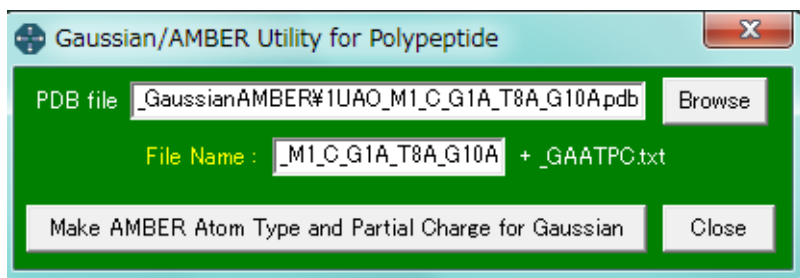 Gaussian/AMBER Utility for Polypeptide
PDB file _GaussianAMBER¥1UAO_M1_C_G1A_T8A_G10A.pdb Browse
File Name : _M1_C_G1A_T8A_G10A + _GAATPC.txt
Make AMBER Atom Type and Partial Charge for Gaussian Close